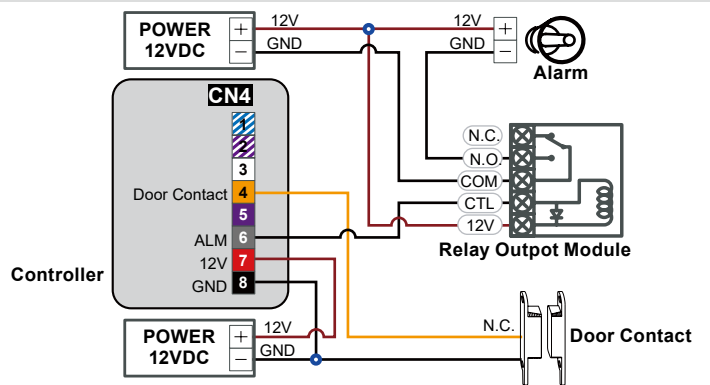 POWER
12VDC
+
−
12V
GND
12V
GND
+
−
Alarm
CN4
1
2
3
Door Contact 4
5
ALM 6
12V 7
GND 8
Controller
N.C.
N.O.
COM
CTL
12V
Relay Outpot Module
POWER
12VDC
+
−
12V
GND
N.C.
Door Contact